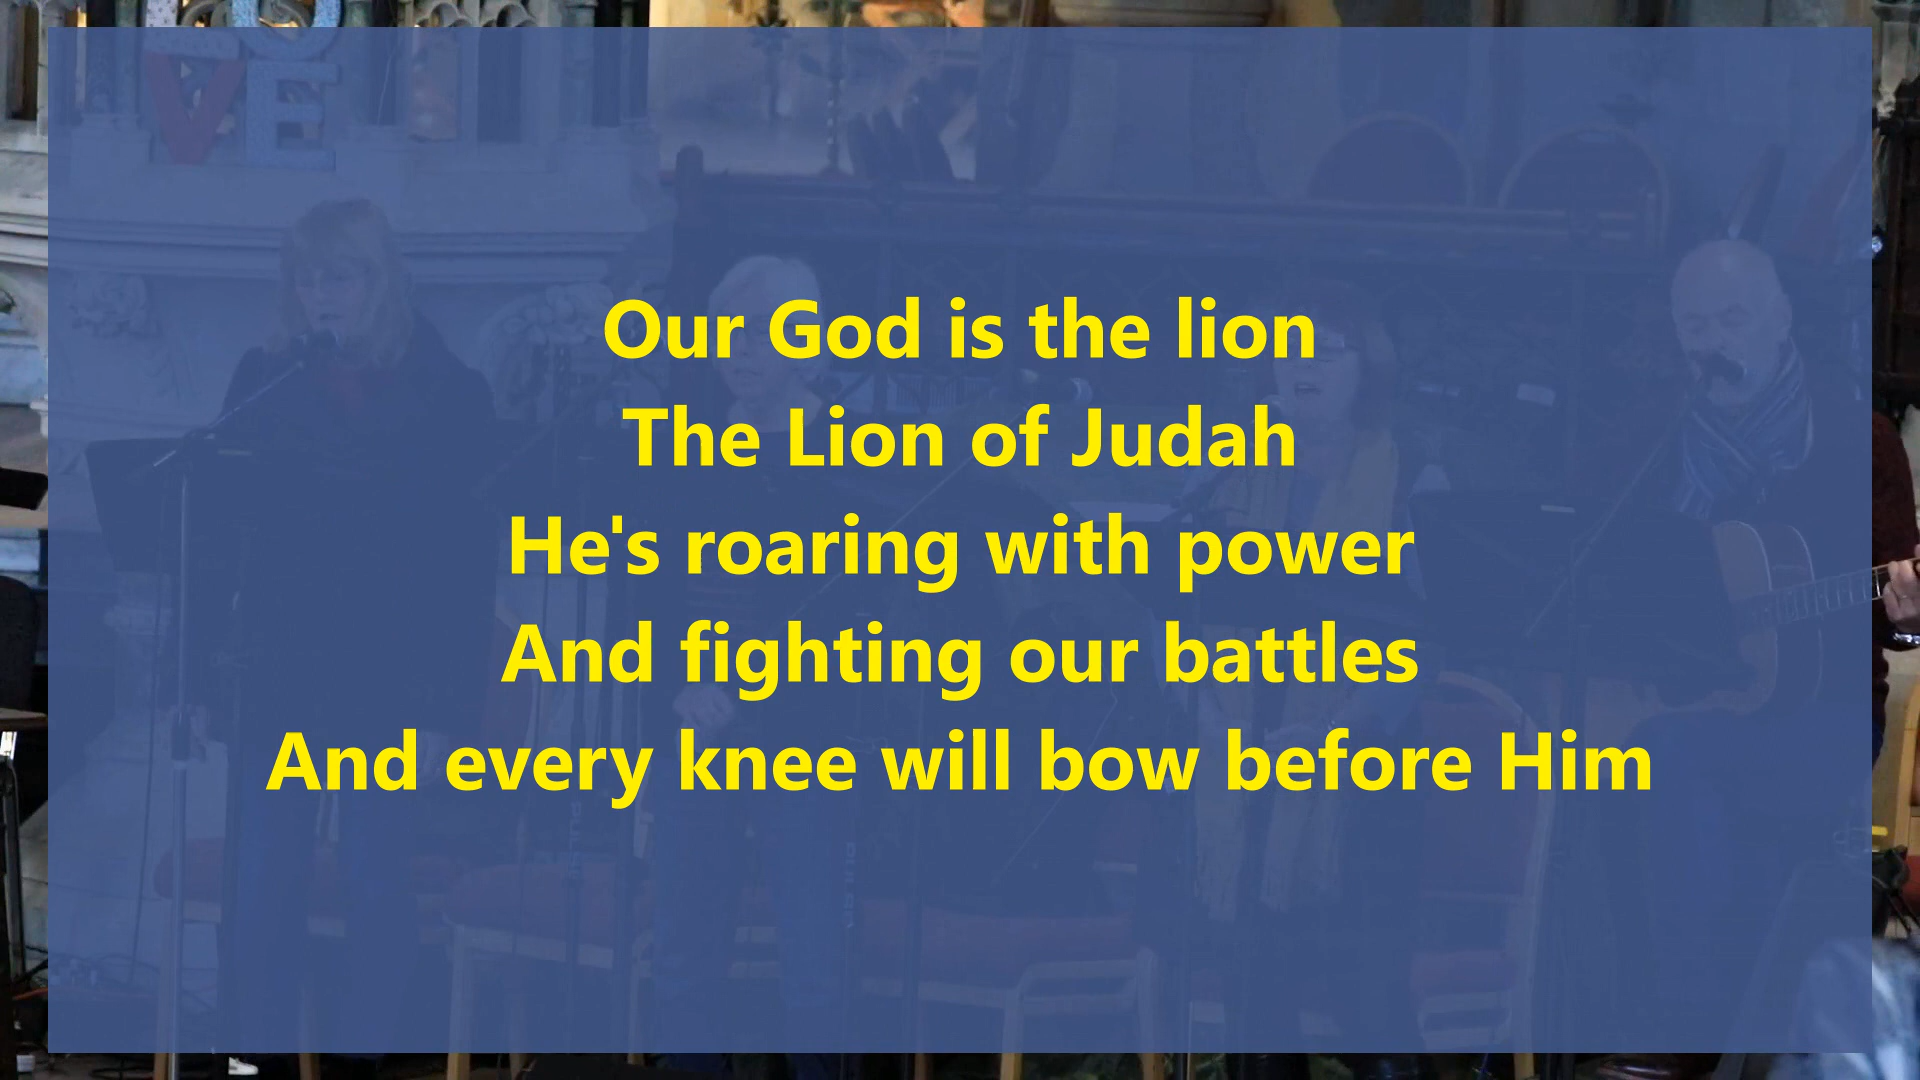 LOVE
Our God is the lion
The Lion of Judah
He's roaring with power
And fighting our battles
And every knee will bow before Him